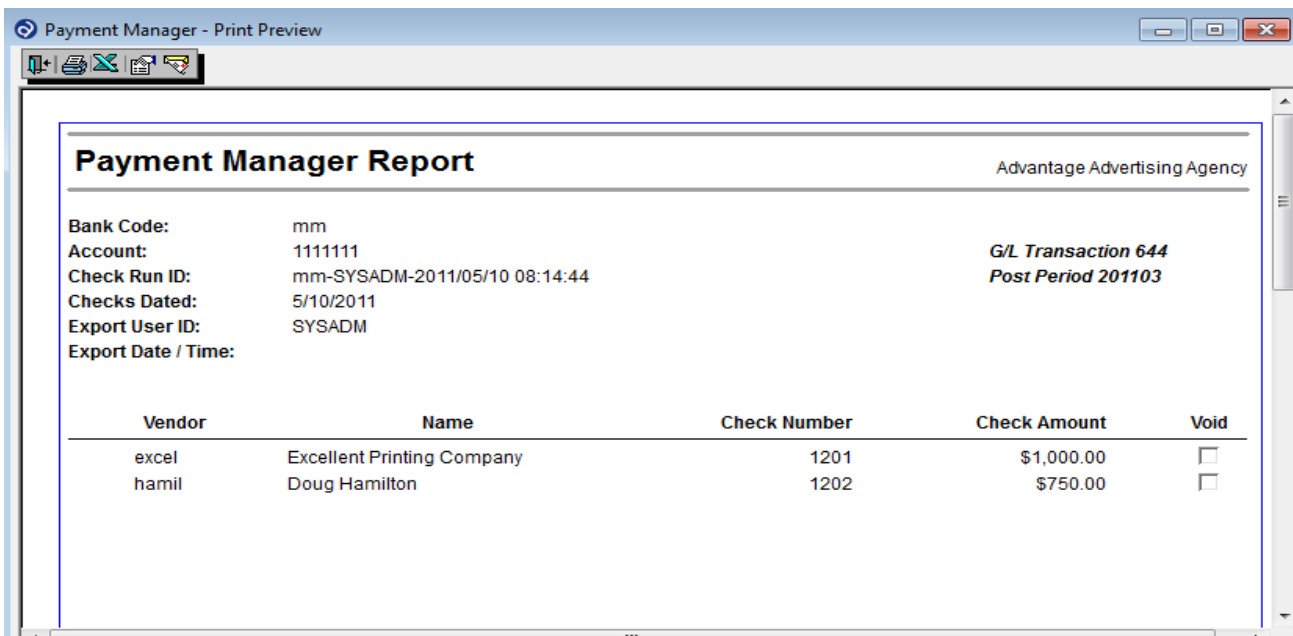 Payment Manager - Print Preview
Payment Manager Report
Advantage Advertising Agency
Bank Code: mm
Account: 1111111 G/L Transaction 644
Check Run ID: mm-SYSADM-2011/05/10 08:14:44 Post Period 201103
Checks Dated: 5/10/2011
Export User ID: SYSADM
Export Date / Time:
Vendor Name Check Number Check Amount Void
excel Excellent Printing Company 1201 $1,000.00
hamil Doug Hamilton 1202 $750.00